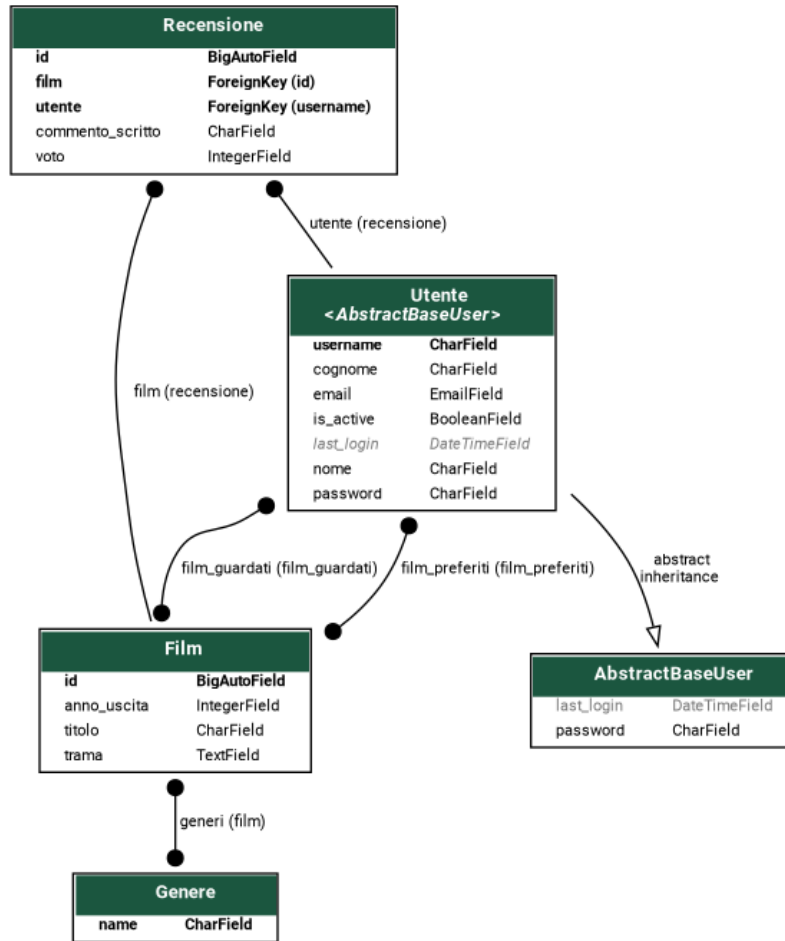 Recensione
id BigAutoField
film ForeignKey (id)
utente ForeignKey (username)
commento_scritto CharField
voto IntegerField
utente (recensione)
film (recensione)
Utente
<AbstractBaseUser>
username CharField
cognome CharField
email EmailField
is_active BooleanField
last_login DateTimeField
nome CharField
password CharField
film_guardati (film_guardati)
film_preferiti (film_preferiti)
abstract
inheritance
Film
id BigAutoField
anno_uscita IntegerField
titolo CharField
trama TextField
AbstractBaseUser
last_login DateTimeField
password CharField
generi (film)
Genere
name CharField